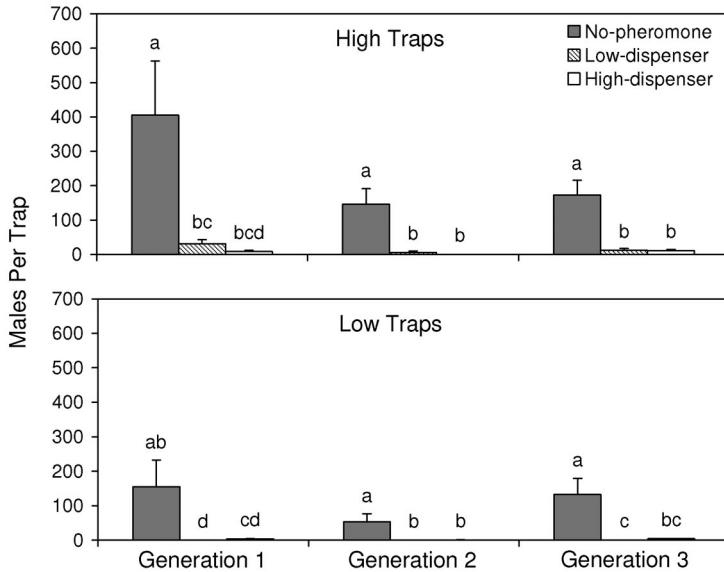 High Traps
No-pheromone
Low-dispenser
High-dispenser
Males Per Trap
700
600
500
400
300
200
100
0
a
bc
bcd
a
b
b
a
b
b
Low Traps
700
600
500
400
300
200
100
0
ab
d
cd
a
b
b
a
c
bc
Generation 1
Generation 2
Generation 3